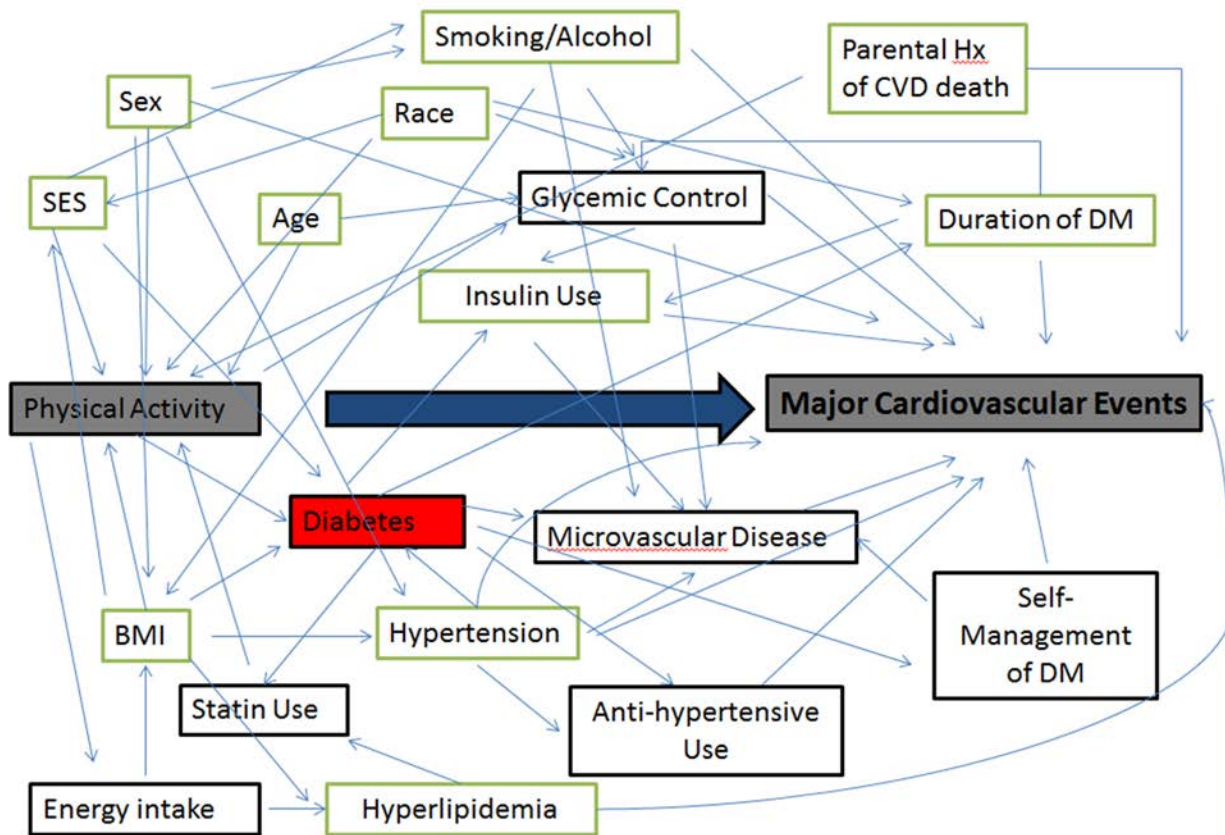 Smoking/Alcohol
Parental Hx
of CVD death
Sex
Race
SES
Age
Glycemic Control
Duration of DM
Insulin Use
Physical Activity
Major Cardiovascular Events
Diabetes
Microvascular Disease
BMI
Hypertension
Self-
Management
of DM
Statin Use
Anti-hypertensive
Use
Energy intake
Hyperlipidemia